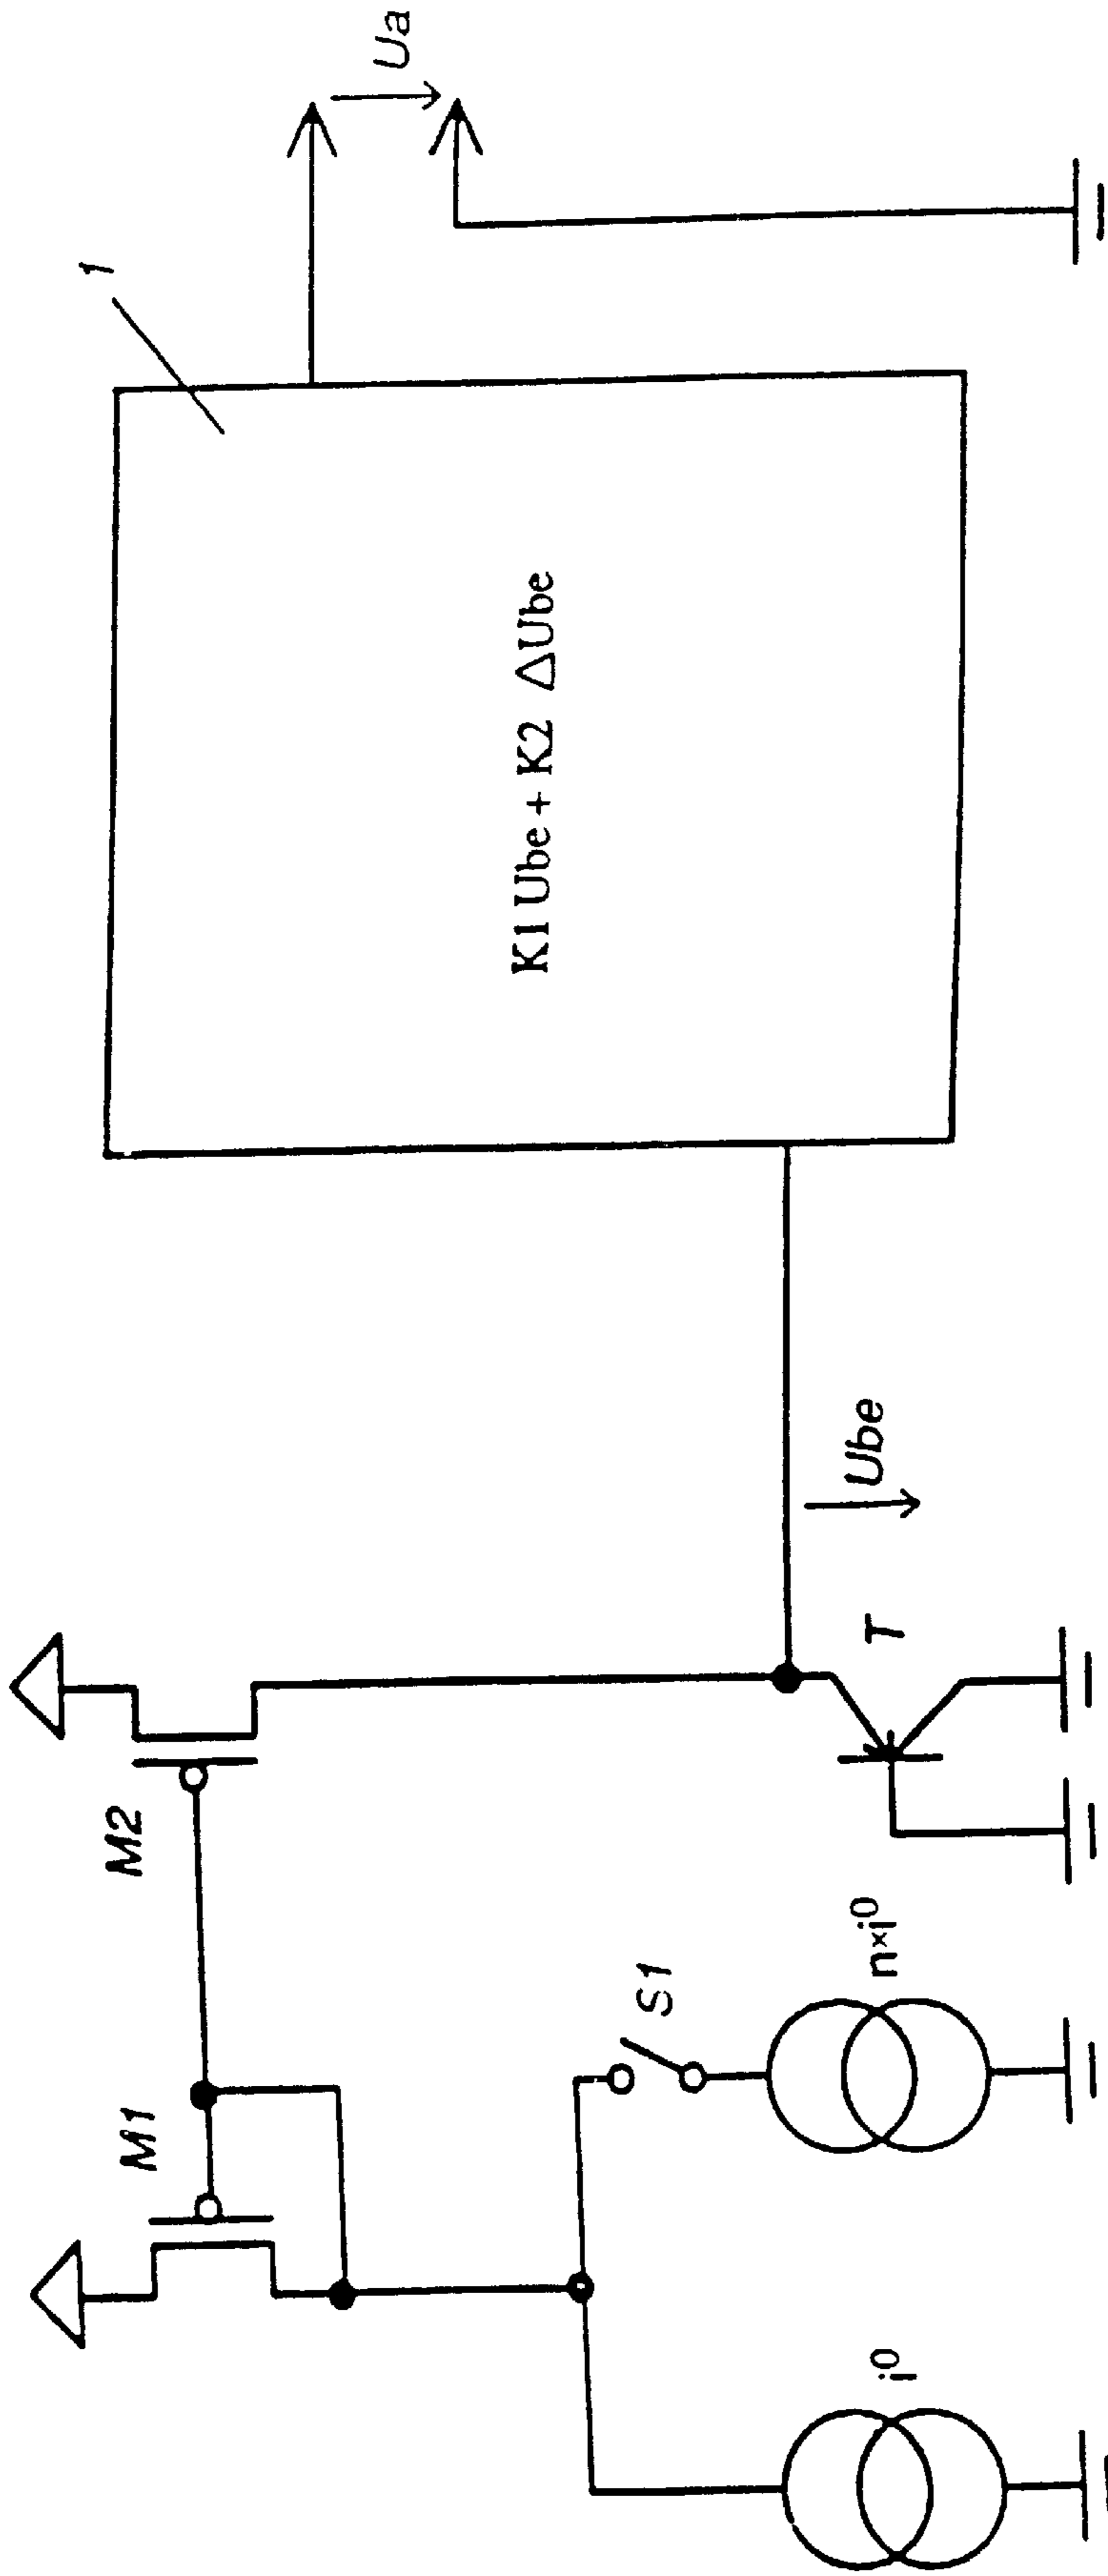 M1
M2
i⁰
S1
n×i⁰
T
Ube
K1 Ube + K2 ΔUbe
1
Ua